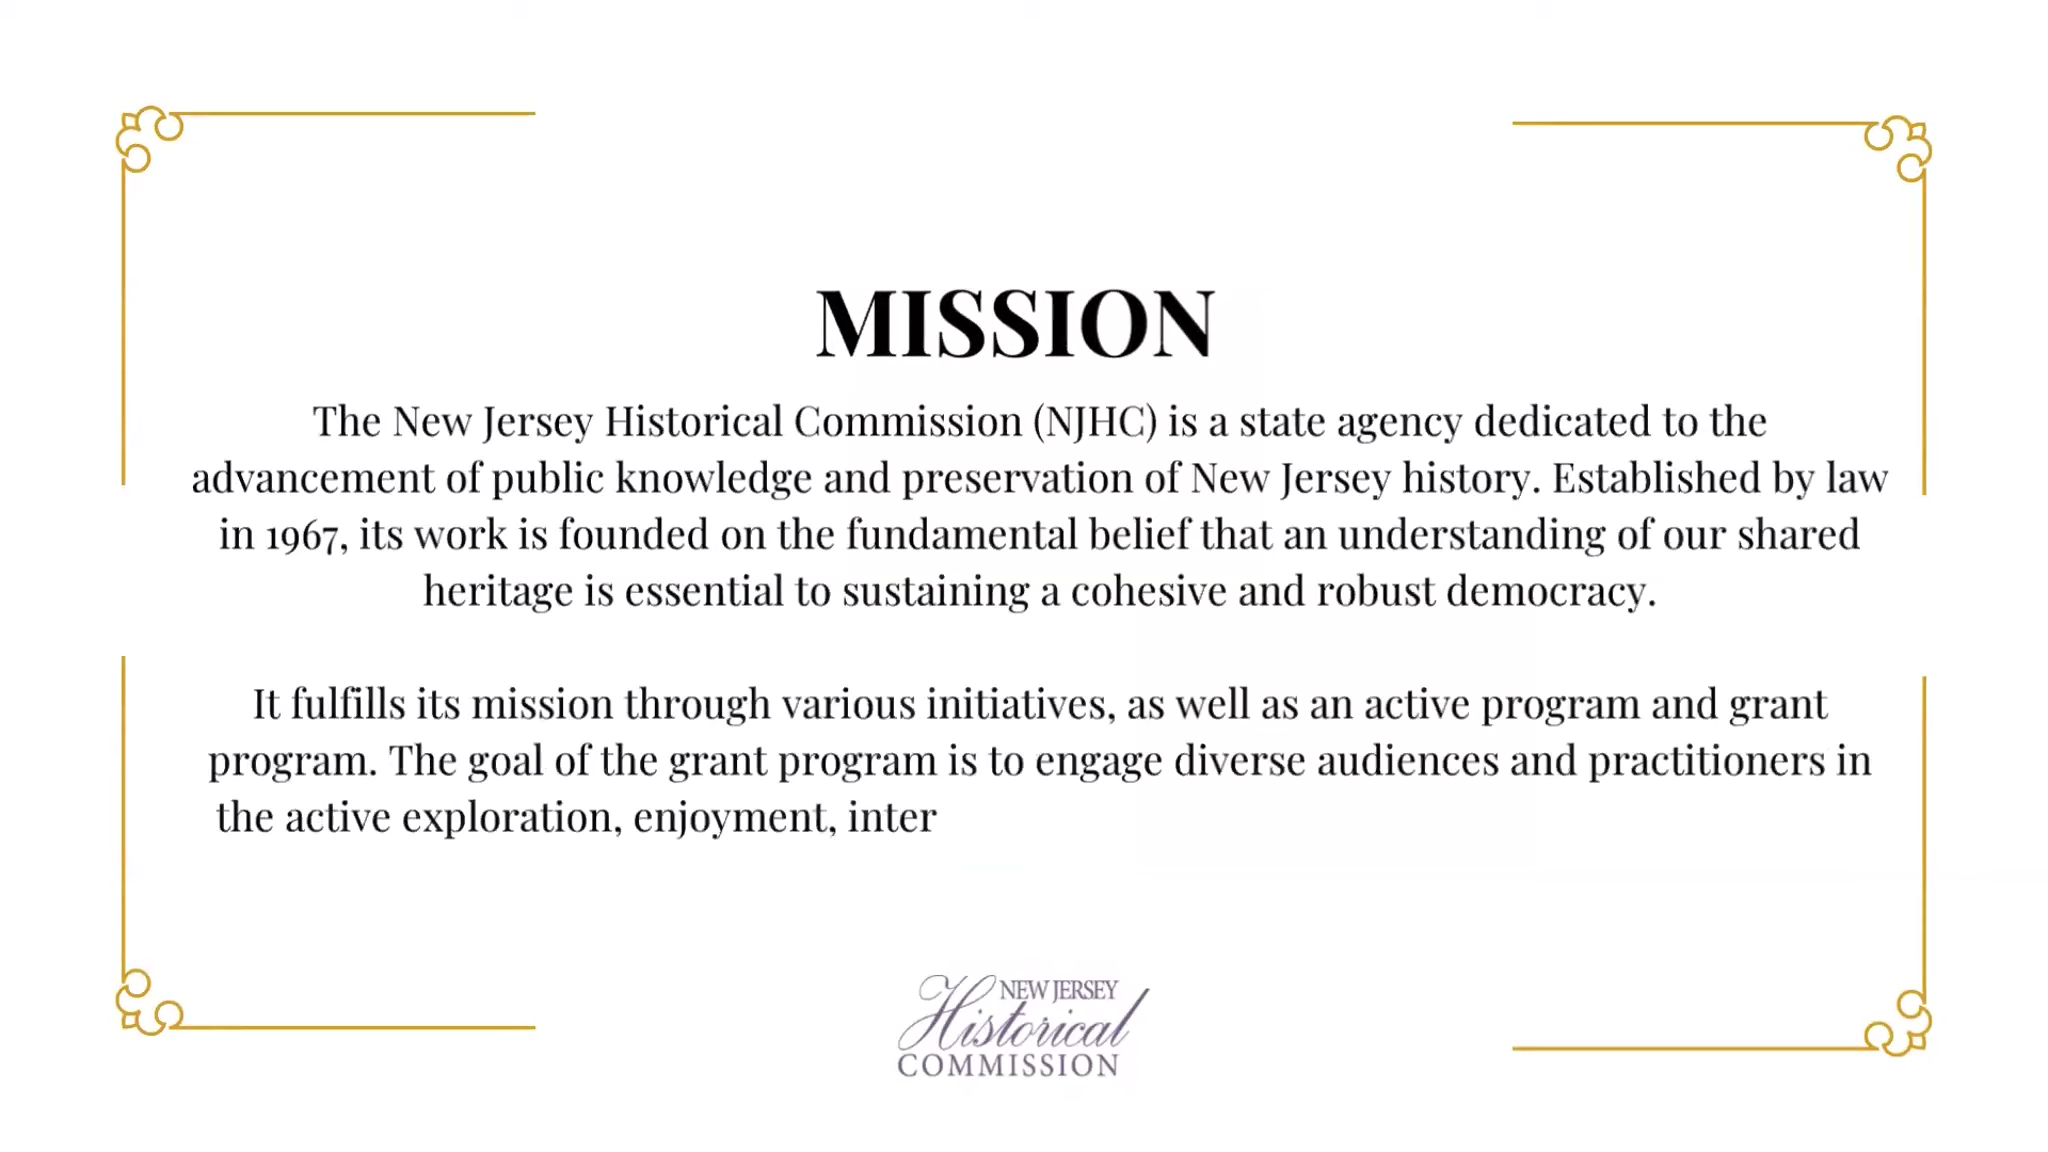 MISSION
The New Jersey Historical Commission (NJHC) is a state agency dedicated to the
advancement of public knowledge and preservation of New Jersey history. Established by law
in 1967, its work is founded on the fundamental belief that an understanding of our shared
heritage is essential to sustaining a cohesive and robust democracy.
It fulfills its mission through various initiatives, as well as an active program and grant
program. The goal of the grant program is to engage diverse audiences and practitioners in
the active exploration, enjoyment, inter
NEW JERSEY
Historical
COMMISSION